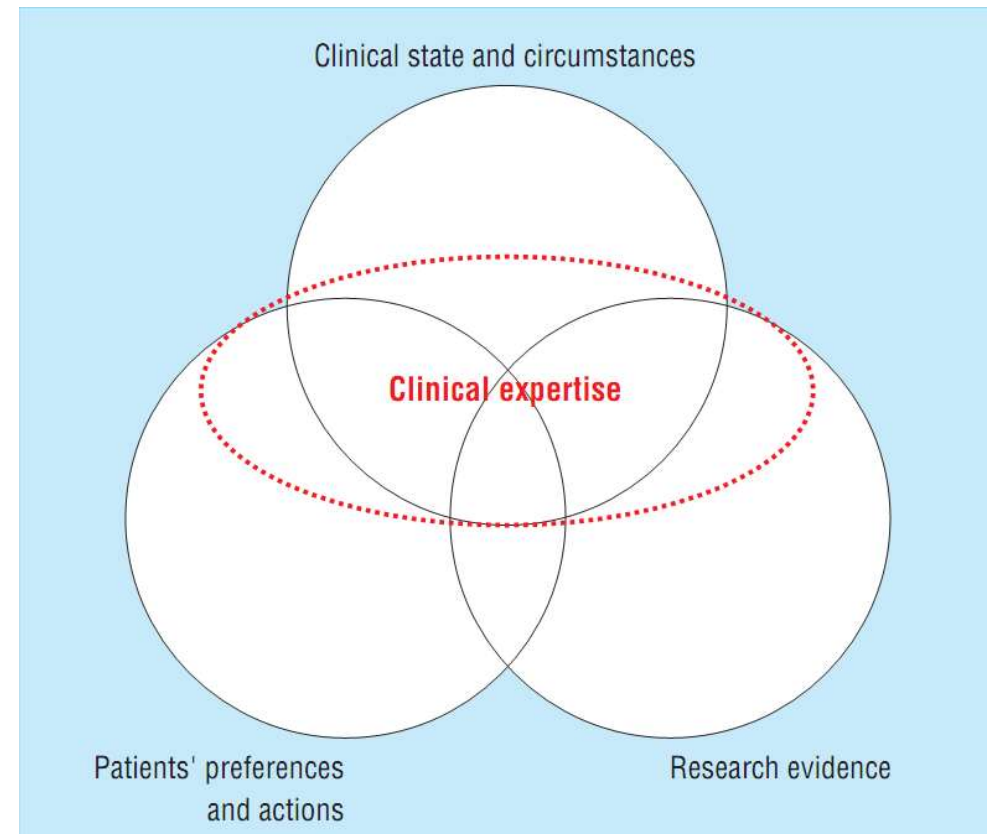 Clinical state and circumstances
Clinical expertise
Patients' preferences
and actions
Research evidence